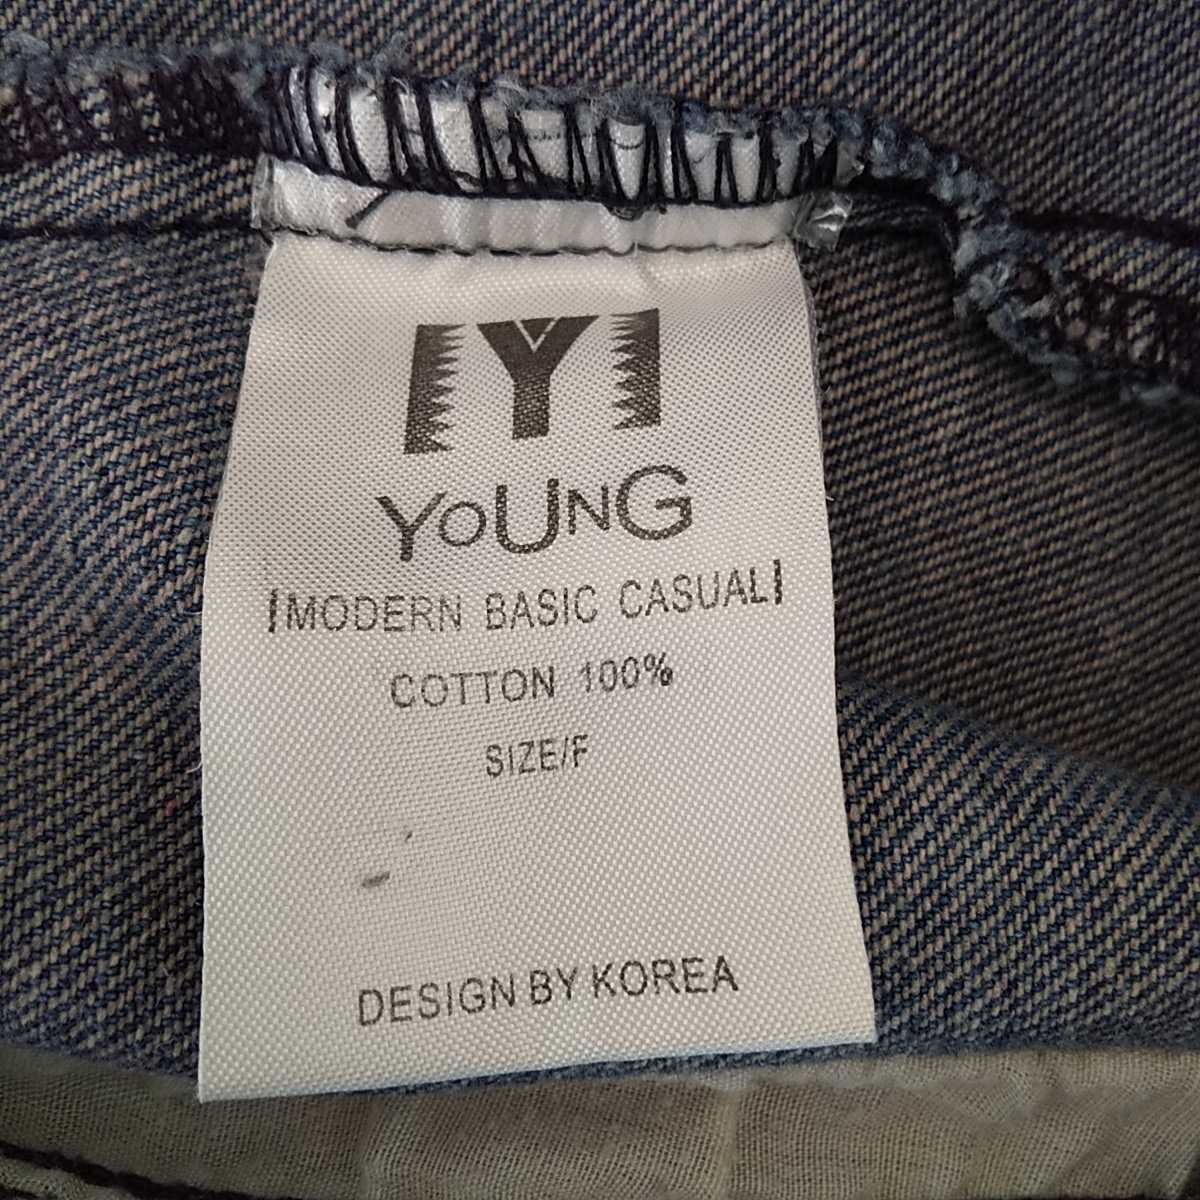 Y
YoUNG
|MODERN BASIC CASUAL|
COTTON 100%
SIZE/F
DESIGN BY KOREA